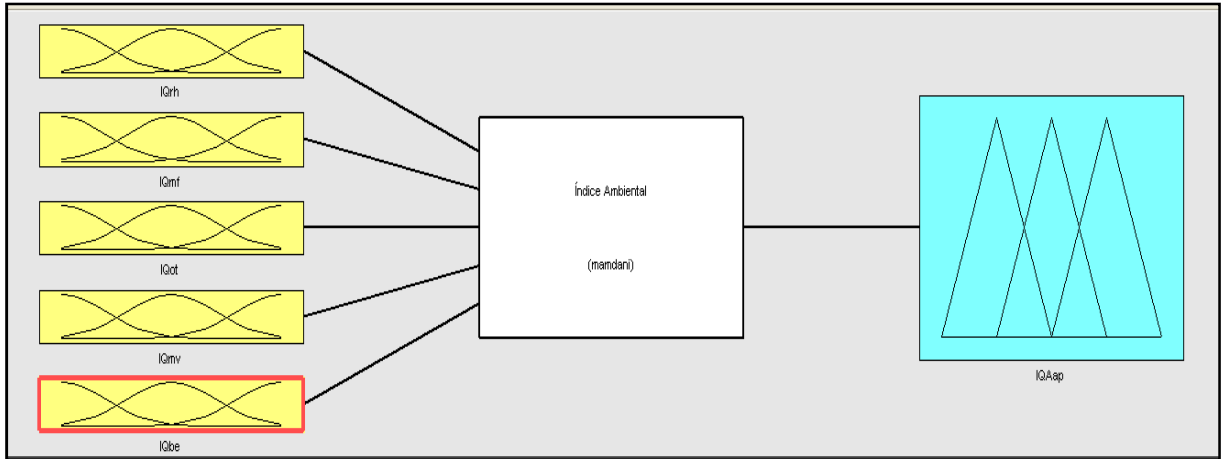 IQrh
IQmf
IQot
IQmv
IQbe
Índice Ambiental
(mamdani)
IQAap